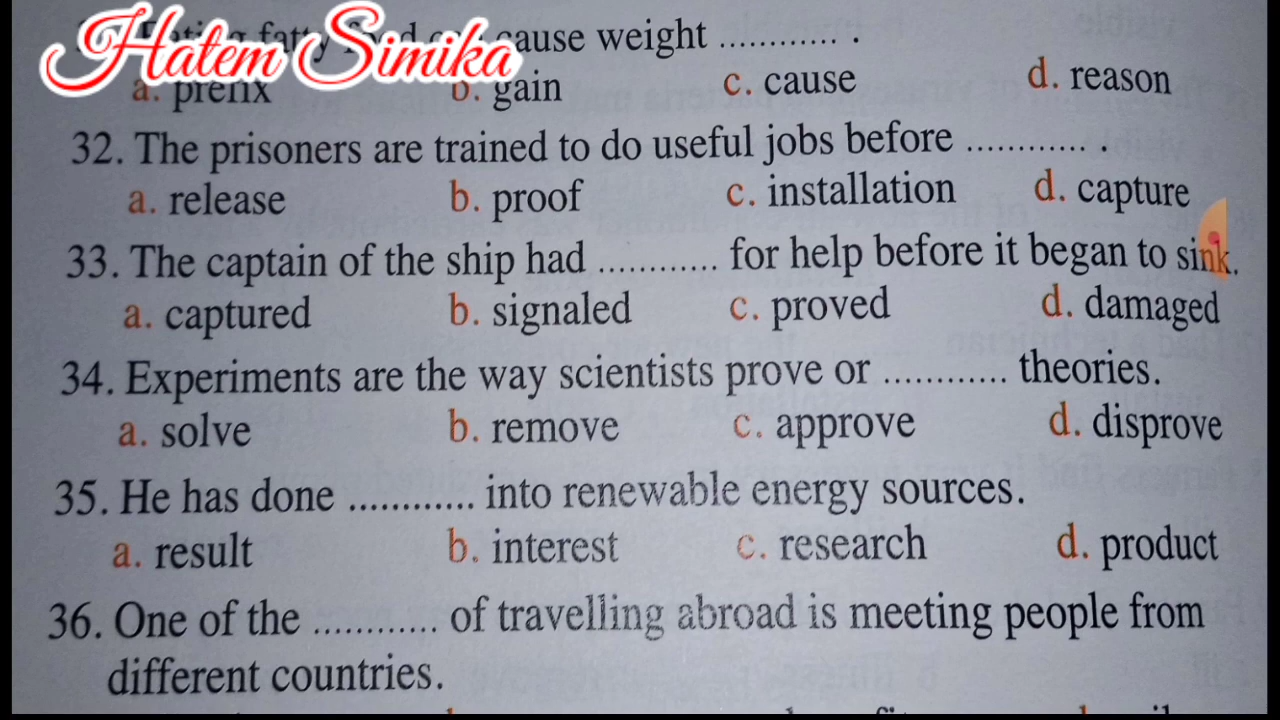 Hatem Simika
fatty cause weight ............ .
a. prefix b. gain c. cause d. reason
32. The prisoners are trained to do useful jobs before ............ .
a. release b. proof c. installation d. capture
33. The captain of the ship had ............ for help before it began to sink.
a. captured b. signaled c. proved d. damaged
34. Experiments are the way scientists prove or ............ theories.
a. solve b. remove c. approve d. disprove
35. He has done ............ into renewable energy sources.
a. result b. interest c. research d. product
36. One of the ............ of travelling abroad is meeting people from
different countries.